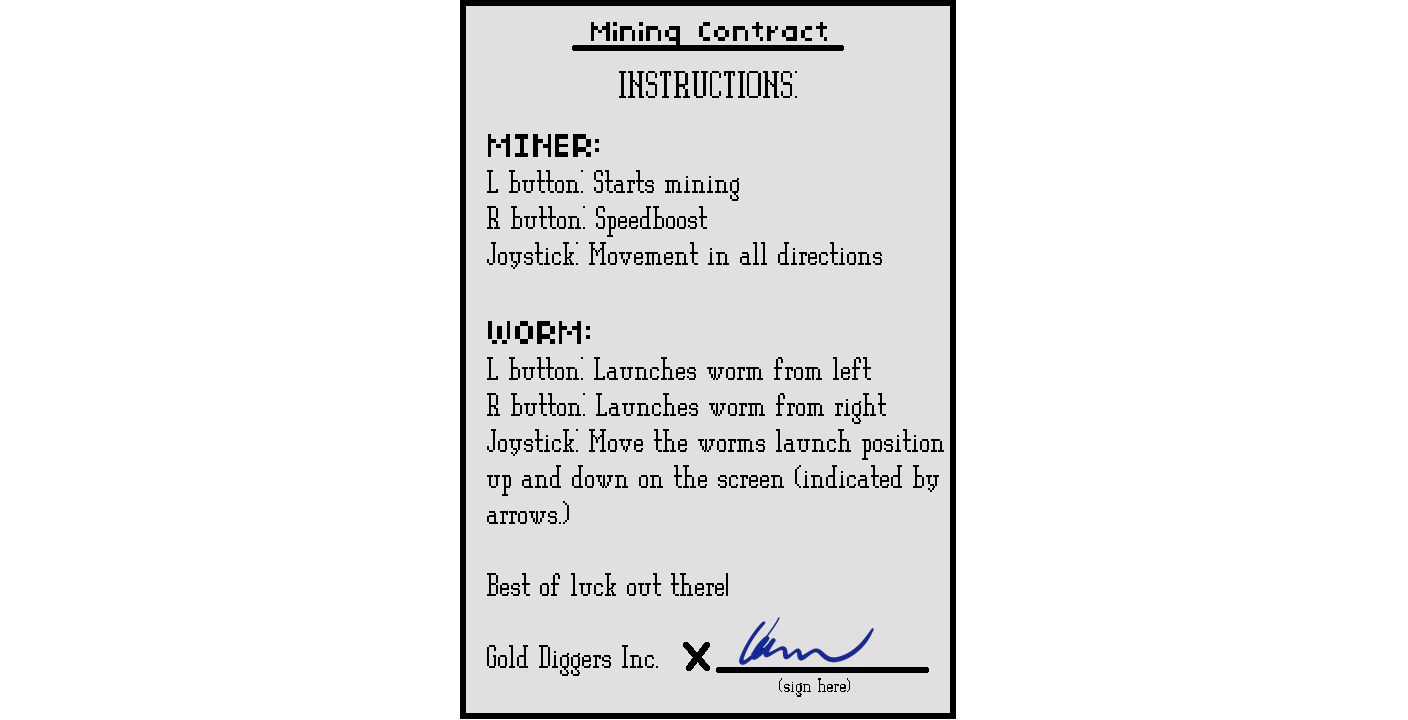 Mining Contract
INSTRUCTIONS:
MINER:
L button: Starts mining
R button: Speedboost
Joystick: Movement in all directions
WORM:
L button: Launches worm from left
R button: Launches worm from right
Joystick: Move the worms launch position
up and down on the screen (indicated by
arrows.)
Best of luck out there!
Gold Diggers Inc. X
(sign here)